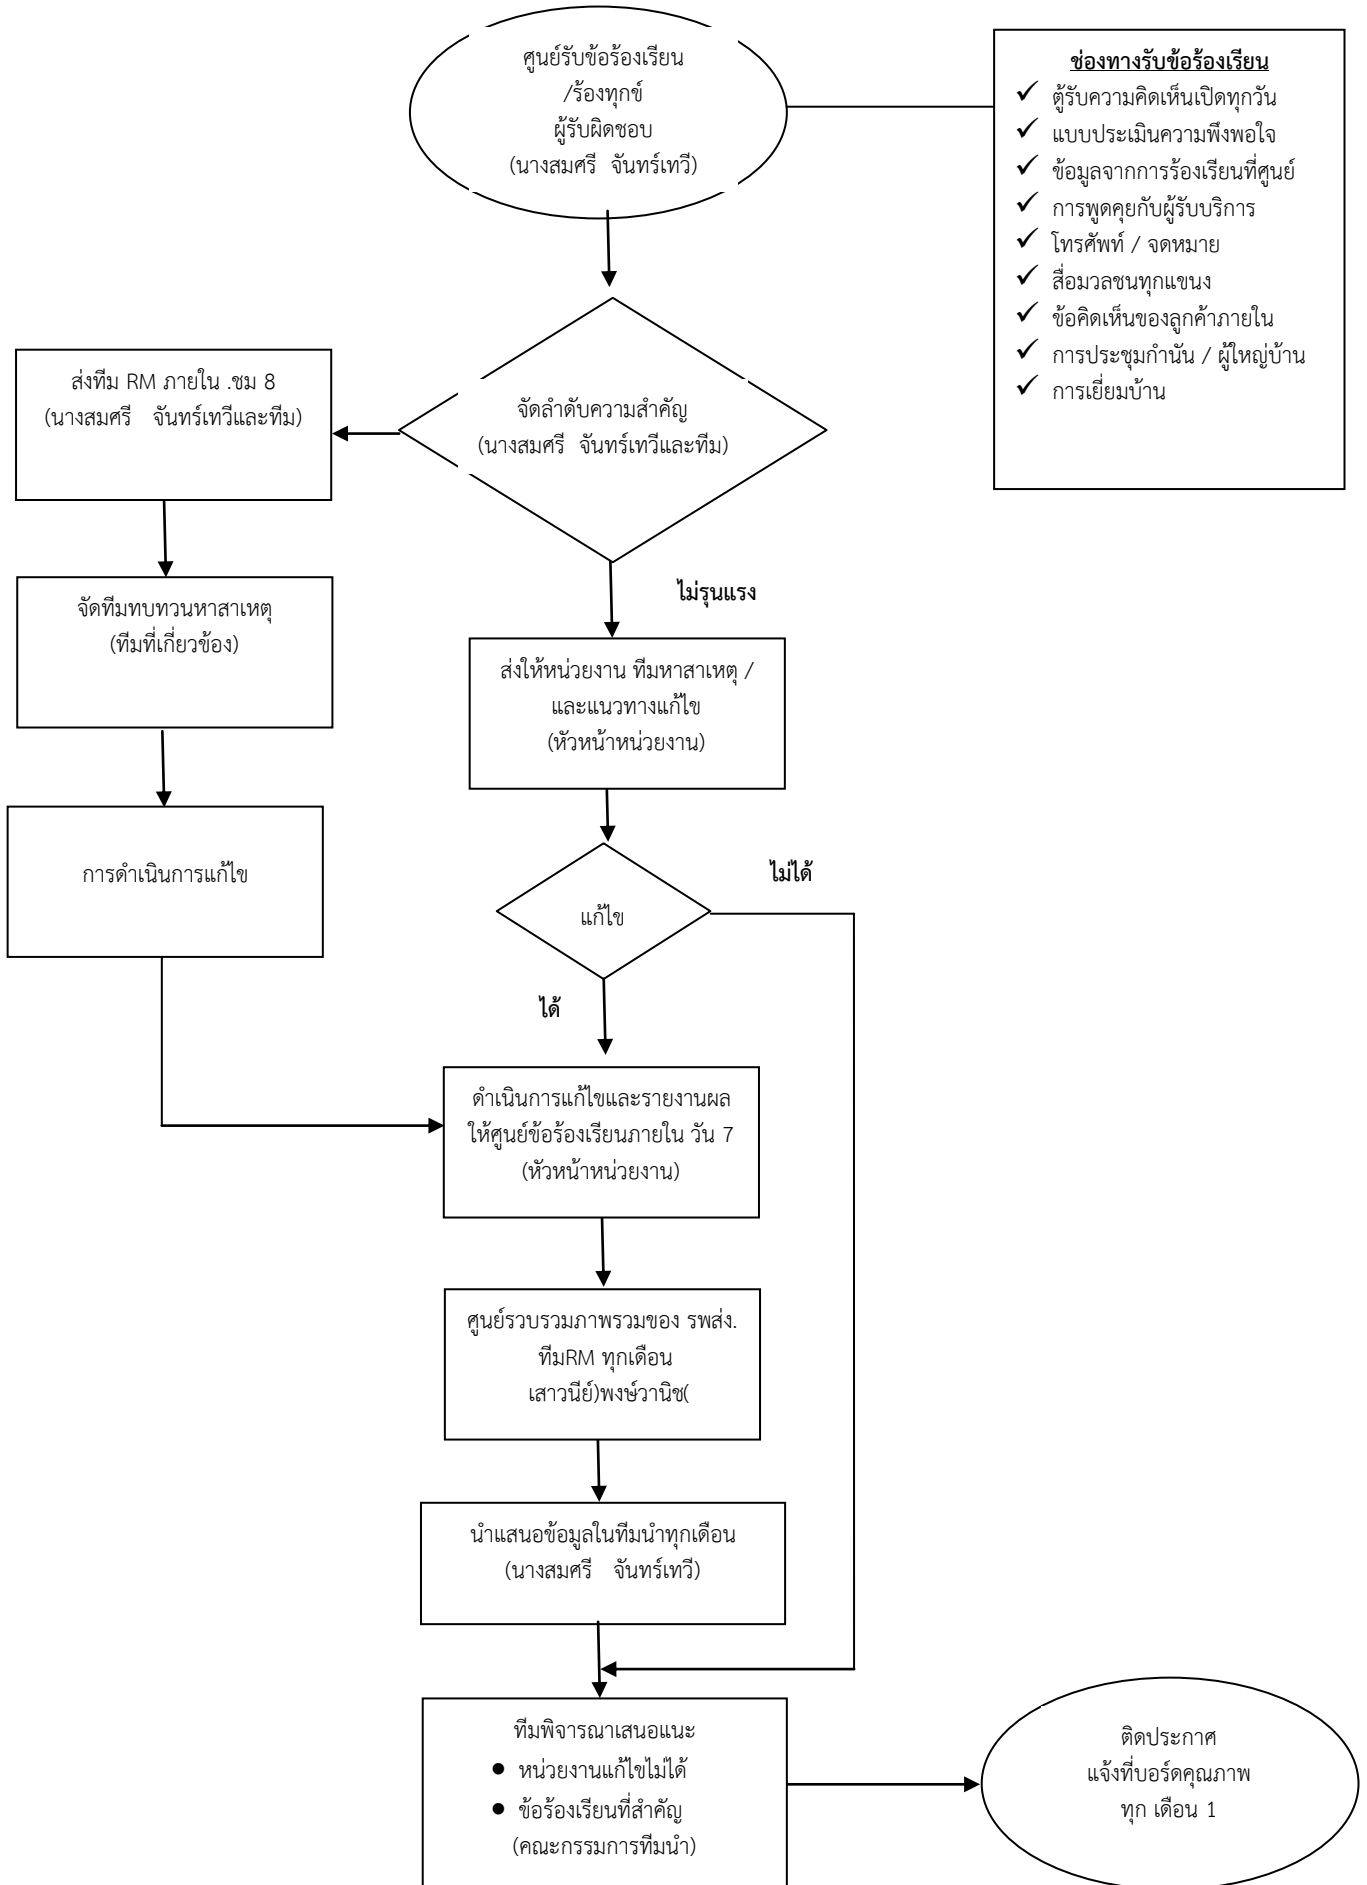 ศูนย์รับข้อร้องเรียน
/ร้องทุกข์
ผู้รับผิดชอบ
(นางสมศรี จันทร์เทวี)
ช่องทางรับข้อร้องเรียน
✓ ตู้รับความคิดเห็นเปิดทุกวัน
✓ แบบประเมินความพึงพอใจ
✓ ข้อมูลจากการร้องเรียนที่ศูนย์
✓ การพูดคุยกับผู้รับบริการ
✓ โทรศัพท์ / จดหมาย
✓ สื่อมวลชนทุกแขนง
✓ ข้อคิดเห็นของลูกค้าภายใน
✓ การประชุมกำนัน / ผู้ใหญ่บ้าน
✓ การเยี่ยมบ้าน
จัดลำดับความสำคัญ
(นางสมศรี จันทร์เทวีและทีม)
ส่งทีม RM ภายใน .ชม 8
(นางสมศรี จันทร์เทวีและทีม)
จัดทีมทบทวนหาสาเหตุ
(ทีมที่เกี่ยวข้อง)
การดำเนินการแก้ไข
ไม่รุนแรง
ส่งให้หน่วยงาน ทีมหาสาเหตุ /
และแนวทางแก้ไข
(หัวหน้าหน่วยงาน)
แก้ไข
ไม่ได้
ได้
ดำเนินการแก้ไขและรายงานผล
ให้ศูนย์ข้อร้องเรียนภายใน วัน 7
(หัวหน้าหน่วยงาน)
ศูนย์รวบรวมภาพรวมของ รพส่ง.
ทีมRM ทุกเดือน
เสาวนีย์)พงษ์วานิช(
นำแสนอข้อมูลในทีมนำทุกเดือน
(นางสมศรี จันทร์เทวี)
ทีมพิจารณาเสนอแนะ
● หน่วยงานแก้ไขไม่ได้
● ข้อร้องเรียนที่สำคัญ
(คณะกรรมการทีมนำ)
ติดประกาศ
แจ้งที่บอร์ดคุณภาพ
ทุก เดือน 1